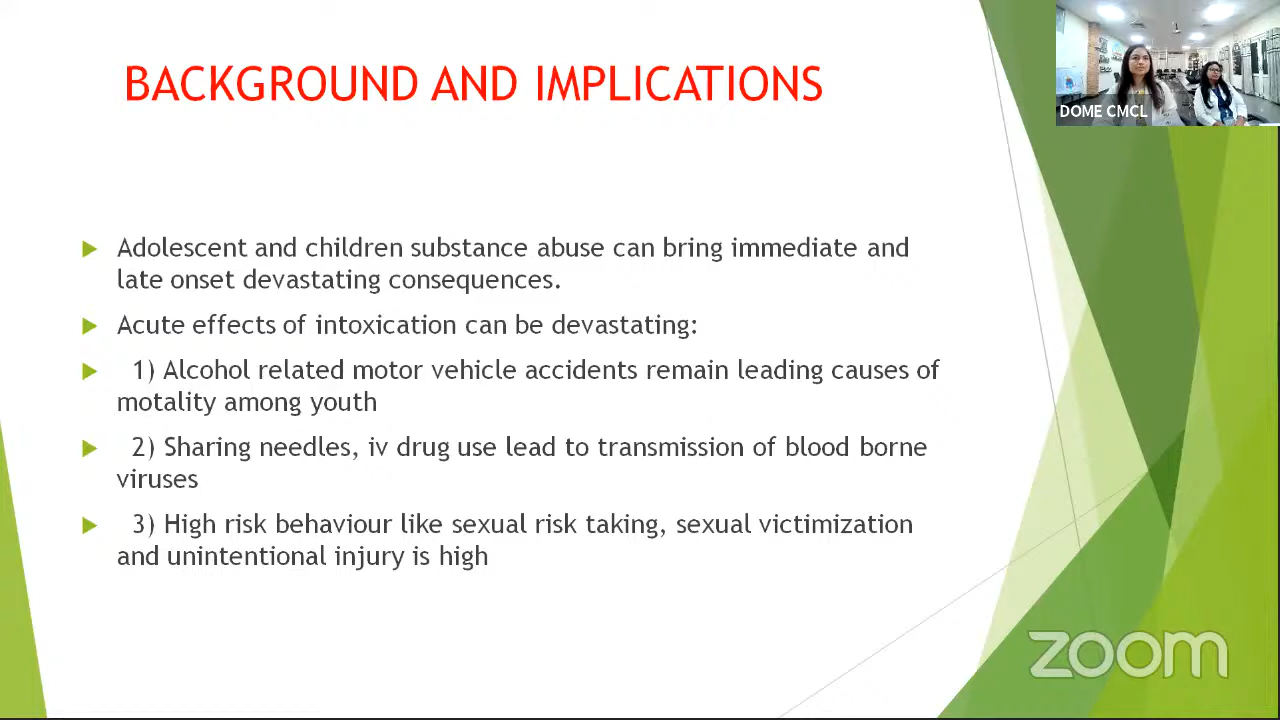 BACKGROUND AND IMPLICATIONS
DOME CMCL
Adolescent and children substance abuse can bring immediate and
late onset devastating consequences.
Acute effects of intoxication can be devastating:
1) Alcohol related motor vehicle accidents remain leading causes of
motality among youth
2) Sharing needles, iv drug use lead to transmission of blood borne
viruses
3) High risk behaviour like sexual risk taking, sexual victimization
and unintentional injury is high
zoom